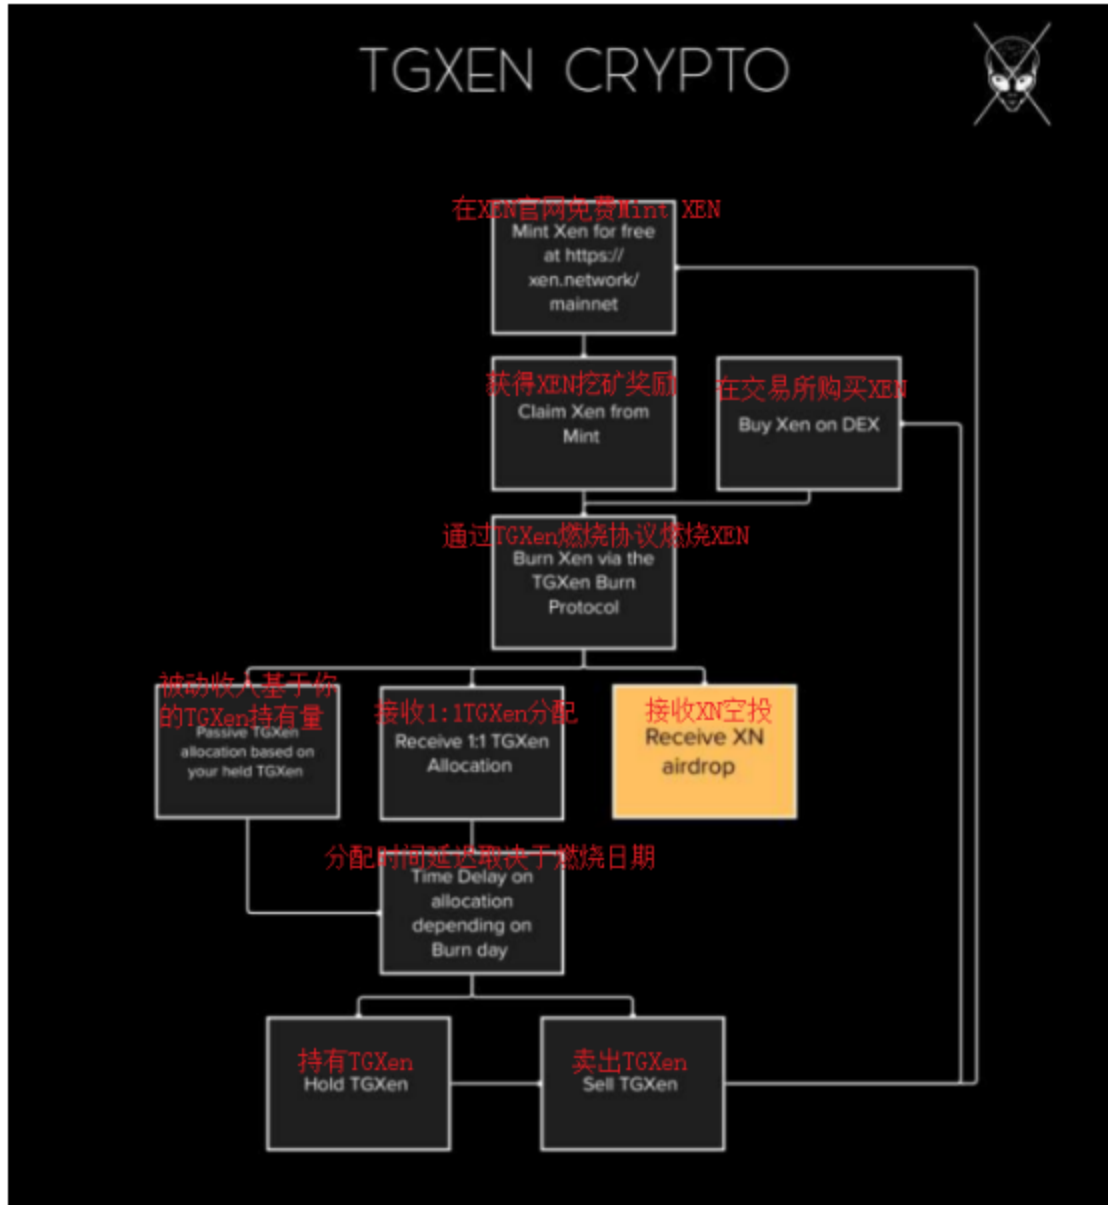 TGXEN CRYPTO
在XEN官网免费Mint XEN
Mint Xen for free
at https://
xen.network/
mainnet
获得XEN挖矿奖励
Claim Xen from
Mint
在交易所购买XEN
Buy Xen on DEX
通过TGXen燃烧协议燃烧XEN
Burn Xen via the
TGXen Burn
Protocol
被动收入基于你
的TGXen持有量
Passive TGXen
allocation based on
your held TGXen
接收1:1TGXen分配
Receive 1:1 TGXen
Allocation
接收XN空投
Receive XN
airdrop
分配时间延迟取决于燃烧日期
Time Delay on
allocation
depending on
Burn day
持有TGXen
Hold TGXen
卖出TGXen
Sell TGXen